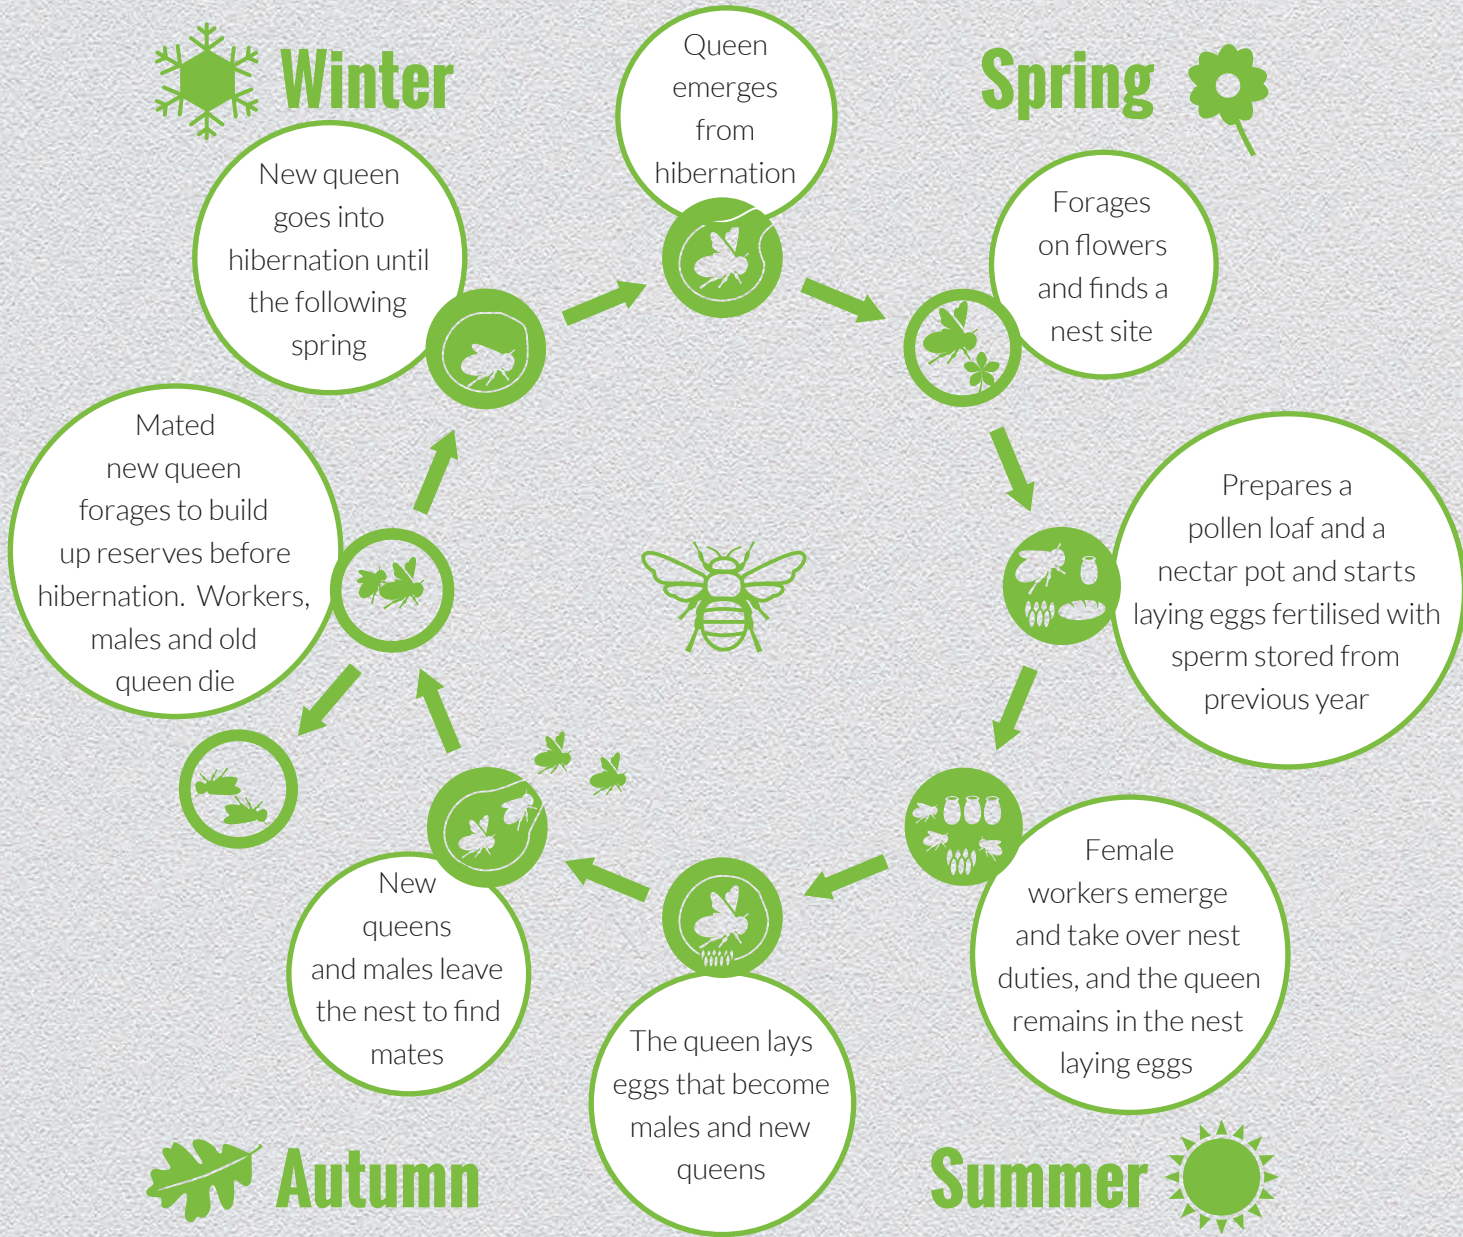 Winter
Spring
Queen
emerges
from
hibernation
Forages
on flowers
and finds a
nest site
Prepares a
pollen loaf and a
nectar pot and starts
laying eggs fertilised with
sperm stored from
previous year
Female
workers emerge
and take over nest
duties, and the queen
remains in the nest
laying eggs
The queen lays
eggs that become
males and new
queens
New
queens
and males leave
the nest to find
mates
Mated
new queen
forages to build
up reserves before
hibernation. Workers,
males and old
queen die
New queen
goes into
hibernation until
the following
spring
Autumn
Summer